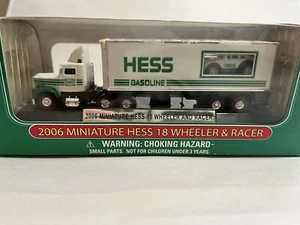 HESS
GASOLINE
2006 MINIATURE HESS 18 WHEELER AND RACER
2006 MINIATURE HESS 18 WHEELER & RACER
WARNING: CHOKING HAZARD-
SMALL PARTS. NOT FOR CHILDREN UNDER 3 YEARS.